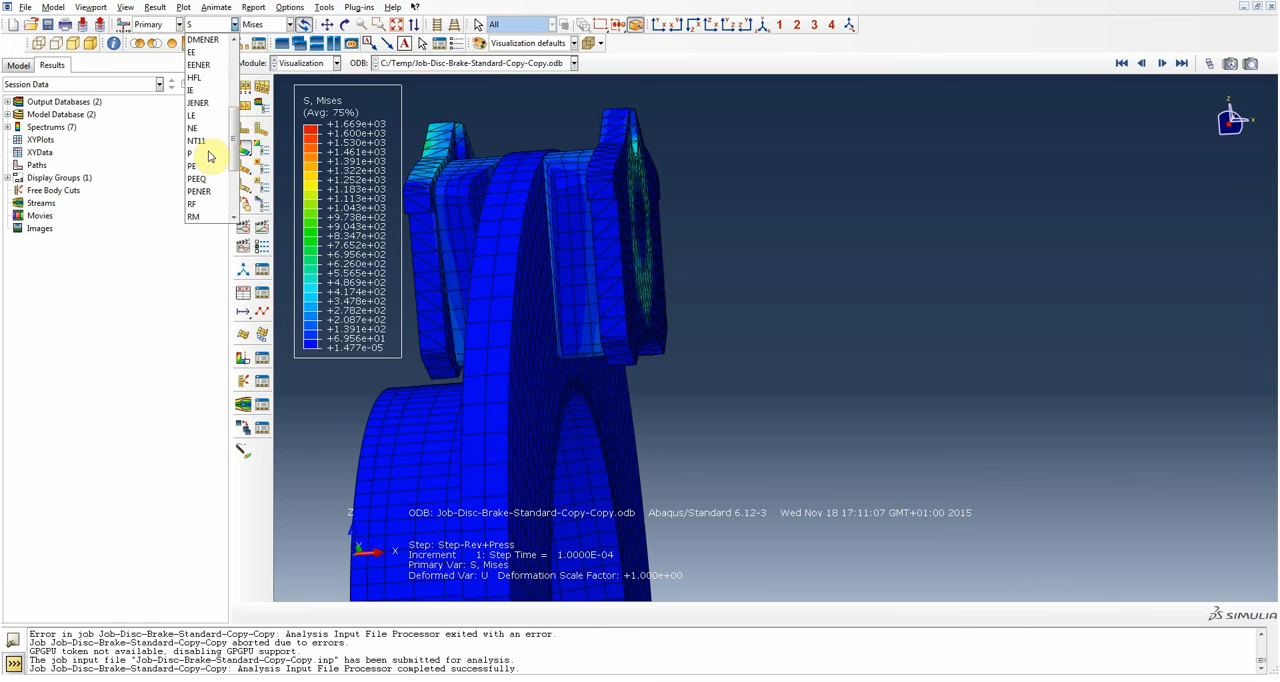 File Model Viewport View Result Plot Animate Report Options Tools Plug-ins Help
Primary S Mises All
1 2 3 4
Visualization defaults
Model Results
Module: Visualization ODB: C:/Temp/Job-Disc-Brake-Standard-Copy-Copy.odb
Session Data
Output Databases (2)
Model Database (2)
Spectrums (7)
XYPlots
XYData
Paths
Display Groups (1)
Free Body Cuts
Streams
Movies
Images
DMENER
EE
EENER
HFL
IE
JENER
LE
NE
NT11
P
PE
PEEQ
PENER
RF
RM
S, Mises
(Avg: 75%)
+1.669e+03
+1.600e+03
+1.530e+03
+1.461e+03
+1.391e+03
+1.322e+03
+1.252e+03
+1.183e+03
+1.113e+03
+1.043e+03
+9.738e+02
+9.043e+02
+8.347e+02
+7.652e+02
+6.956e+02
+6.260e+02
+5.565e+02
+4.869e+02
+4.174e+02
+3.478e+02
+2.782e+02
+2.087e+02
+1.391e+02
+6.956e+01
+1.477e-05
Z
Z
Y X
ODB: Job-Disc-Brake-Standard-Copy-Copy.odb Abaqus/Standard 6.12-3 Wed Nov 18 17:11:07 GMT+01:00 2015
Step: Step-Rev+Press
Increment 1: Step Time = 1.0000E-04
Primary Var: S, Mises
Deformed Var: U Deformation Scale Factor: +1.000e+00
SIMULIA
Error in job Job-Disc-Brake-Standard-Copy-Copy: Analysis Input File Processor exited with an error.
Job Job-Disc-Brake-Standard-Copy-Copy aborted due to errors.
GPGPU token not available, disabling GPGPU support.
The job input file "Job-Disc-Brake-Standard-Copy-Copy.inp" has been submitted for analysis.
Job Job-Disc-Brake-Standard-Copy-Copy: Analysis Input File Processor completed successfully.